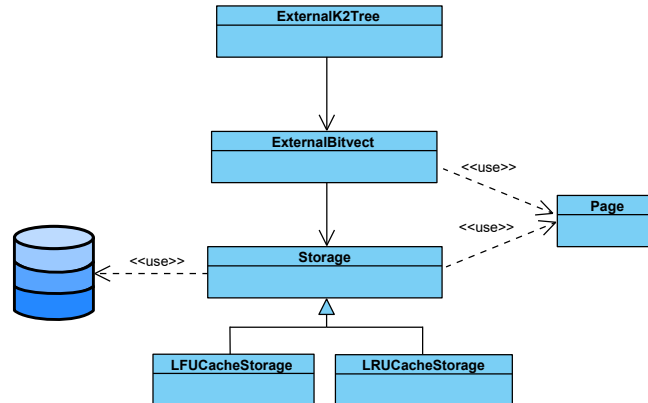 ExternalK2Tree
ExternalBitvect
<<use>>
Page
<<use>>
Storage
<<use>>
LFUCacheStorage
LRUCacheStorage